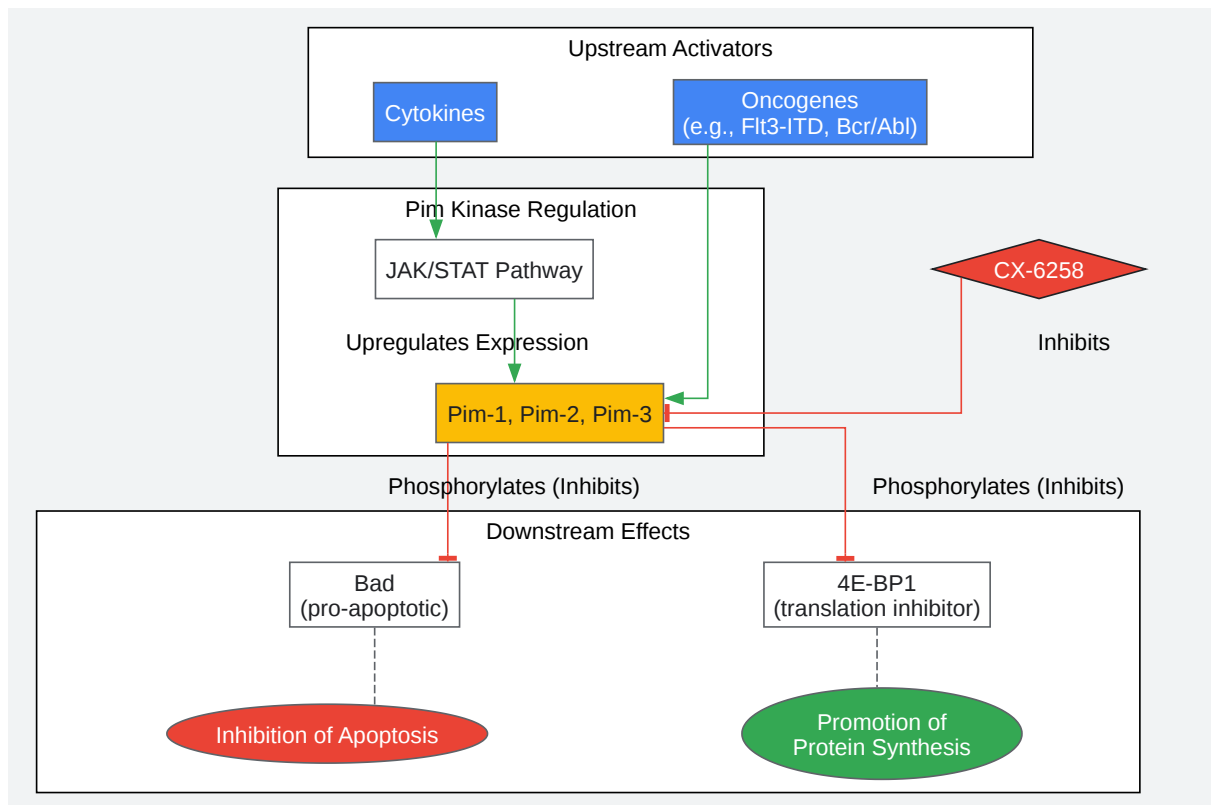 Upstream Activators
Cytokines
Oncogenes
(e.g., Flt3-ITD, Bcr/Abl)
Pim Kinase Regulation
JAK/STAT Pathway
CX-6258
Upregulates Expression
Inhibits
Pim-1, Pim-2, Pim-3
Phosphorylates (Inhibits)
Phosphorylates (Inhibits)
Downstream Effects
Bad
(pro-apoptotic)
4E-BP1
(translation inhibitor)
Inhibition of Apoptosis
Promotion of
Protein Synthesis